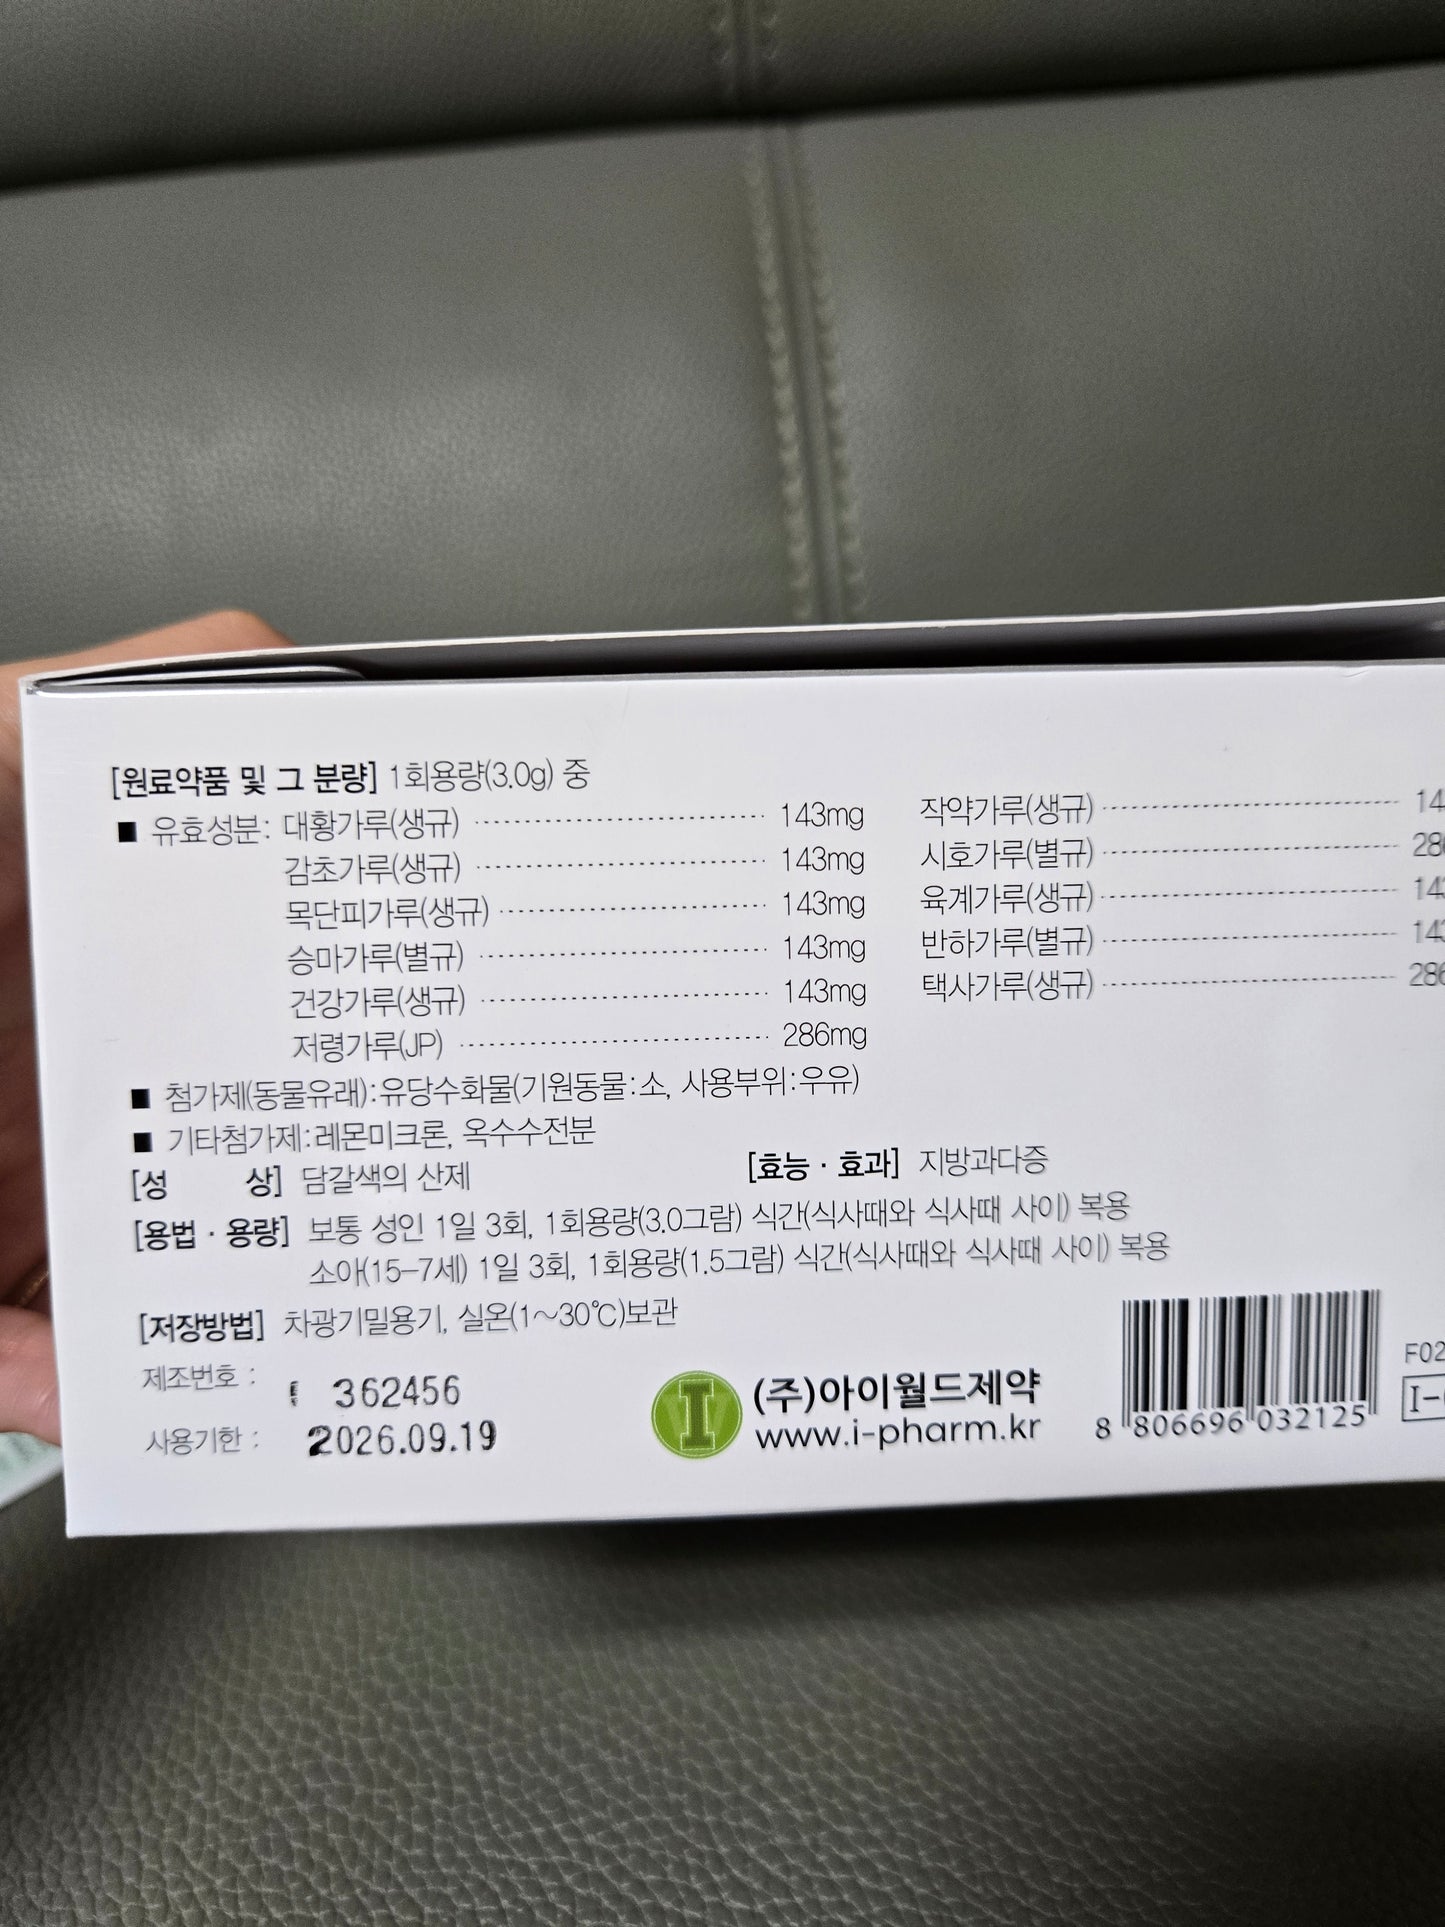 [원료약품 및 그 분량] 1회용량(3.0g) 중
■ 유효성분: 대황가루(생규) 143mg 작약가루(생규)
감초가루(생규) 143mg 시호가루(별규)
목단피가루(생규) 143mg 육계가루(생규)
승마가루(별규) 143mg 반하가루(별규)
건강가루(생규) 143mg 택사가루(생규)
저령가루(JP) 286mg
■ 첨가제(동물유래):유당수화물(기원동물:소, 사용부위:우유)
■ 기타첨가제:레몬미크론, 옥수수전분
[성 상] 담갈색의 산제 [효능·효과] 지방과다증
[용법·용량] 보통 성인 1일 3회, 1회용량(3.0그람) 식간(식사때와 식사때 사이) 복용
소아(15-7세) 1일 3회, 1회용량(1.5그람) 식간(식사때와 식사때 사이) 복용
[저장방법] 차광기밀용기, 실온(1~30℃)보관
제조번호 : 362456
사용기한 : 2026.09.19
(주)아이월드제약
www.i-pharm.kr
8 806696 032125